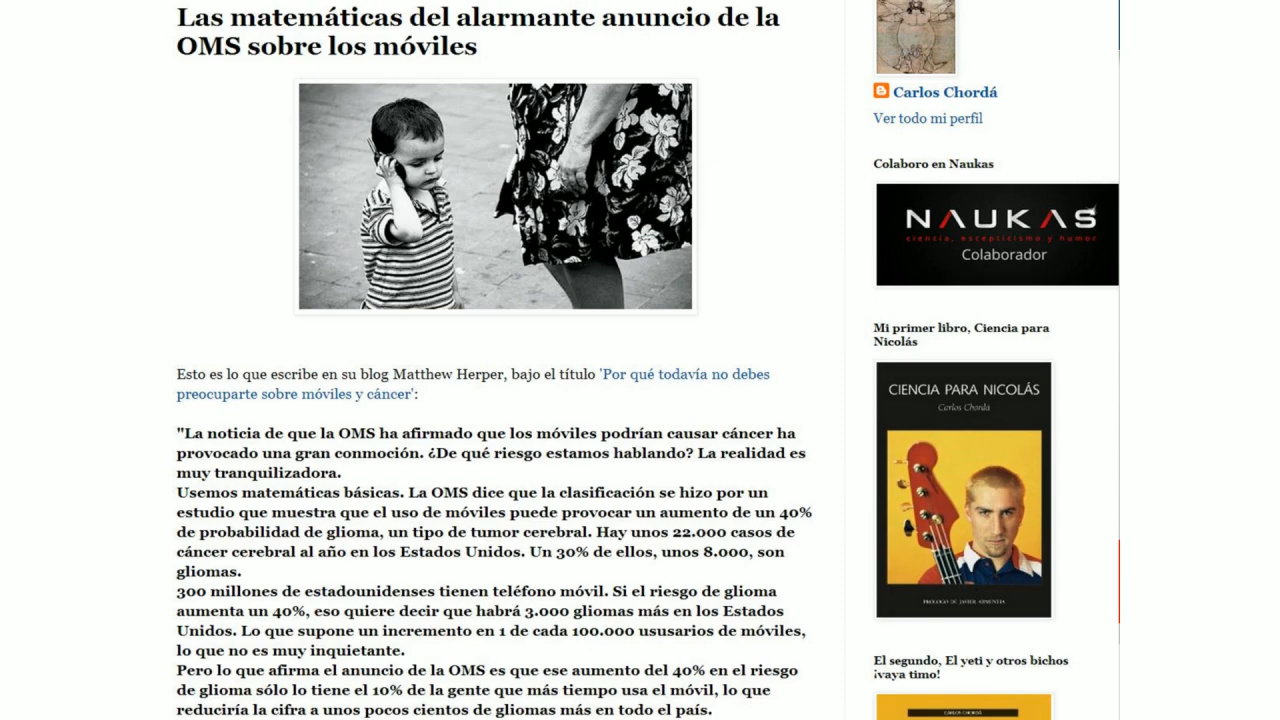 Las matemáticas del alarmante anuncio de la
OMS sobre los móviles
Esto es lo que escribe en su blog Matthew Herper, bajo el título 'Por qué todavía no debes
preocuparte sobre móviles y cáncer':
"La noticia de que la OMS ha afirmado que los móviles podrían causar cáncer ha
provocado una gran conmoción. ¿De qué riesgo estamos hablando? La realidad es
muy tranquilizadora.
Usemos matemáticas básicas. La OMS dice que la clasificación se hizo por un
estudio que muestra que el uso de móviles puede provocar un aumento de un 40%
de probabilidad de glioma, un tipo de tumor cerebral. Hay unos 22.000 casos de
cáncer cerebral al año en los Estados Unidos. Un 30% de ellos, unos 8.000, son
gliomas.
300 millones de estadounidenses tienen teléfono móvil. Si el riesgo de glioma
aumenta un 40%, eso quiere decir que habrá 3.000 gliomas más en los Estados
Unidos. Lo que supone un incremento en 1 de cada 100.000 ususarios de móviles,
lo que no es muy inquietante.
Pero lo que afirma el anuncio de la OMS es que ese aumento del 40% en el riesgo
de glioma sólo lo tiene el 10% de la gente que más tiempo usa el móvil, lo que
reduciría la cifra a unos pocos cientos de gliomas más en todo el país.
Carlos Chordá
Ver todo mi perfil
Colaboro en Naukas
NAUKAS
ciencia, escepticismo y humor
Colaborador
Mi primer libro, Ciencia para
Nicolás
CIENCIA PARA NICOLÁS
Carlos Chordá
PRÓLOGO DE JAVIER ARMENTIA
El segundo, El yeti y otros bichos
¡vaya timo!
CARLOS CHORDÁ